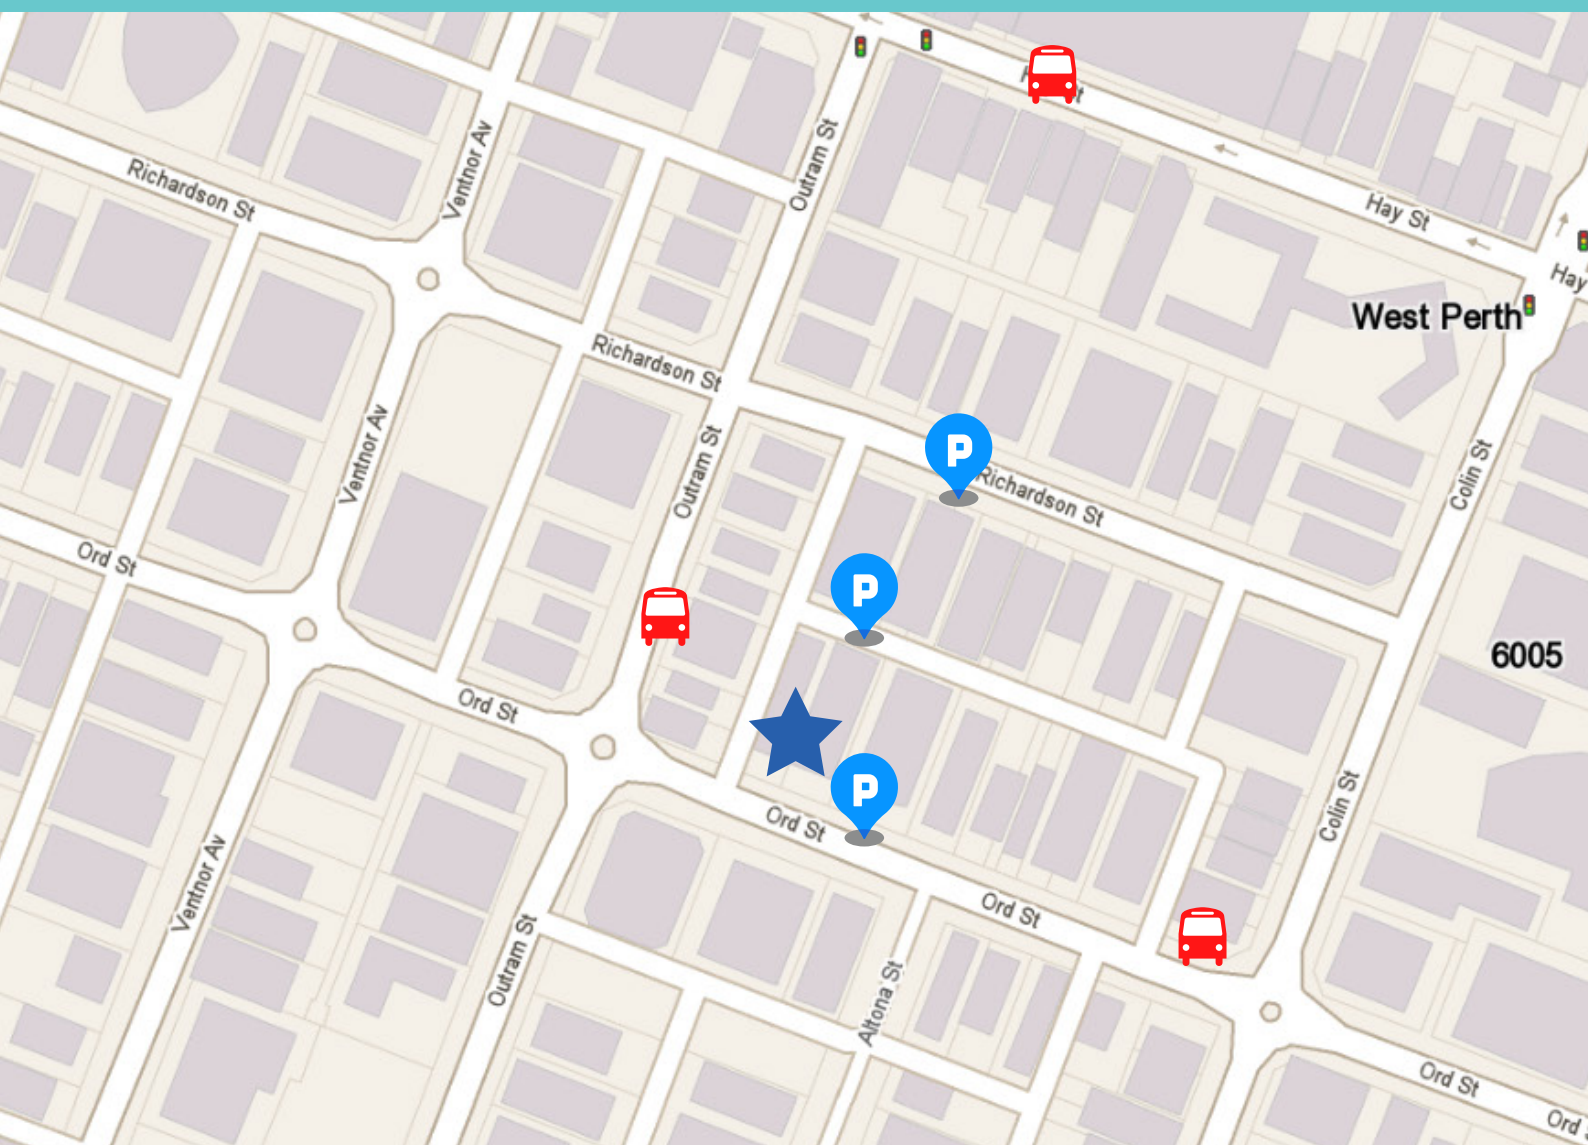 Outram St
Ventnor Av
Richardson St
Hay St
Hay
West Perth
Richardson St
Outram St
Ventnor Av
P
Richardson St
Colin St
Ord St
P
6005
Ord St
P
Ord St
Colin St
Ventnor Av
Outram St
Ord St
Altona St
Ord St
Ord